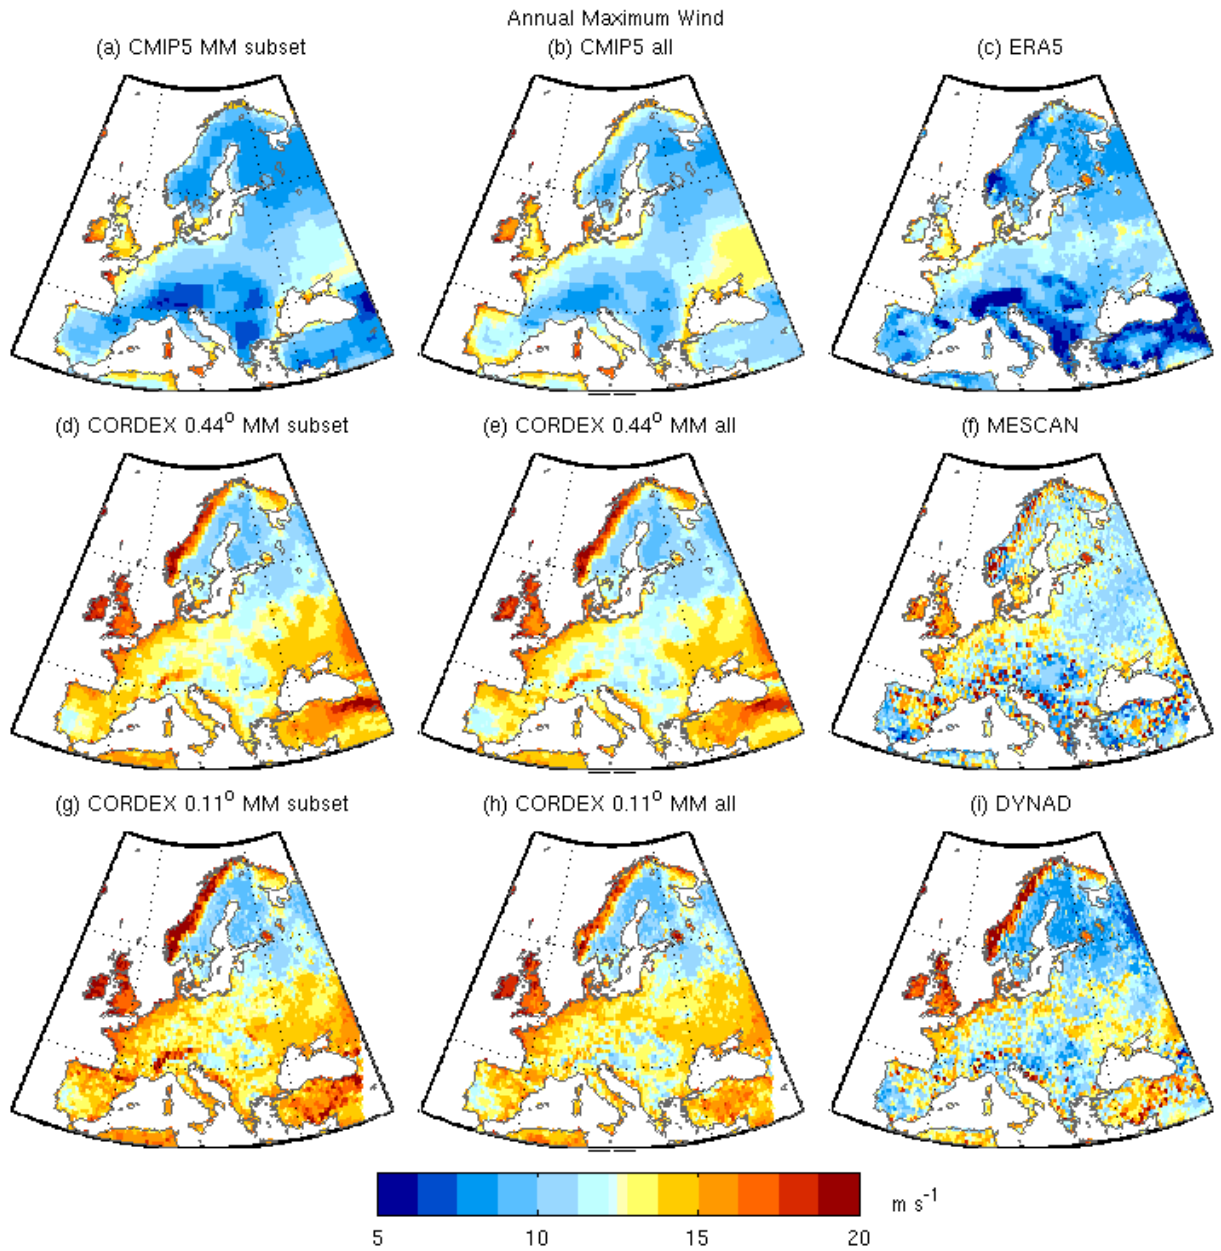 Annual Maximum Wind
(a) CMIP5 MM subset
(b) CMIP5 all
(c) ERA5
(d) CORDEX 0.44° MM subset
(e) CORDEX 0.44° MM all
(f) MESCAN
(g) CORDEX 0.11° MM subset
(h) CORDEX 0.11° MM all
(i) DYNAD
5 10 15 20 m s⁻¹